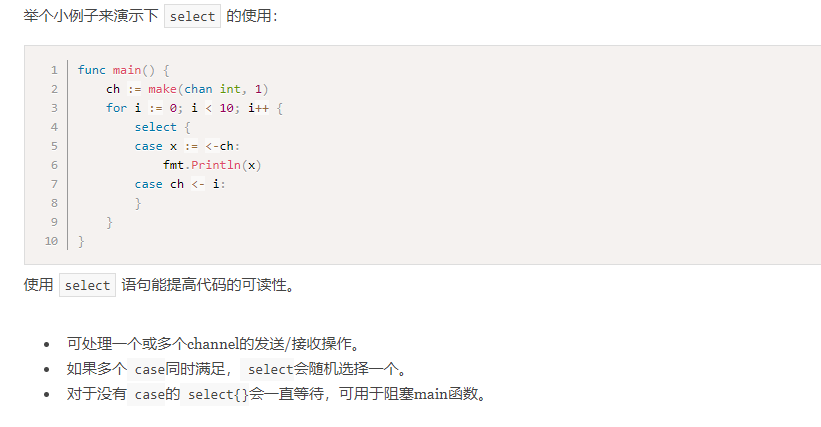 举个小例子来演示下 select 的使用：
1 func main() {
2     ch := make(chan int, 1)
3     for i := 0; i < 10; i++ {
4         select {
5         case x := <-ch:
6             fmt.Println(x)
7         case ch <- i:
8         }
9     }
10 }
使用 select 语句能提高代码的可读性。
• 可处理一个或多个channel的发送/接收操作。
• 如果多个case同时满足，select会随机选择一个。
• 对于没有case的select{}会一直等待，可用于阻塞main函数。